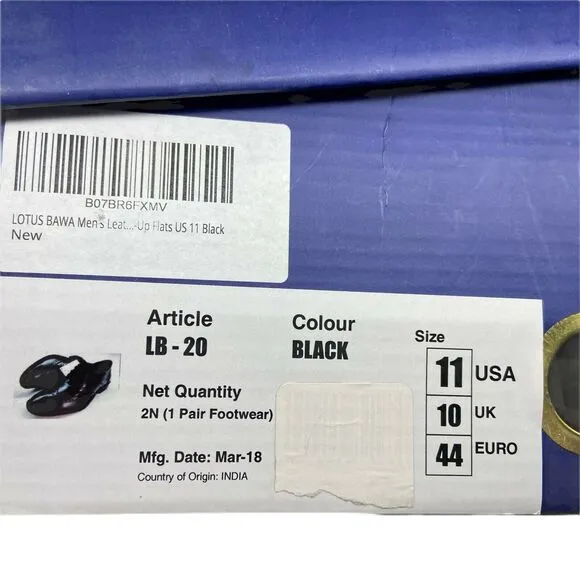 B07BR6FXMV
LOTUS BAWA Men's Leat...-Up Flats US 11 Black
New
Article
LB - 20
Colour
BLACK
Size
11 USA
10 UK
44 EURO
Net Quantity
2N (1 Pair Footwear)
Mfg. Date: Mar-18
Country of Origin: INDIA